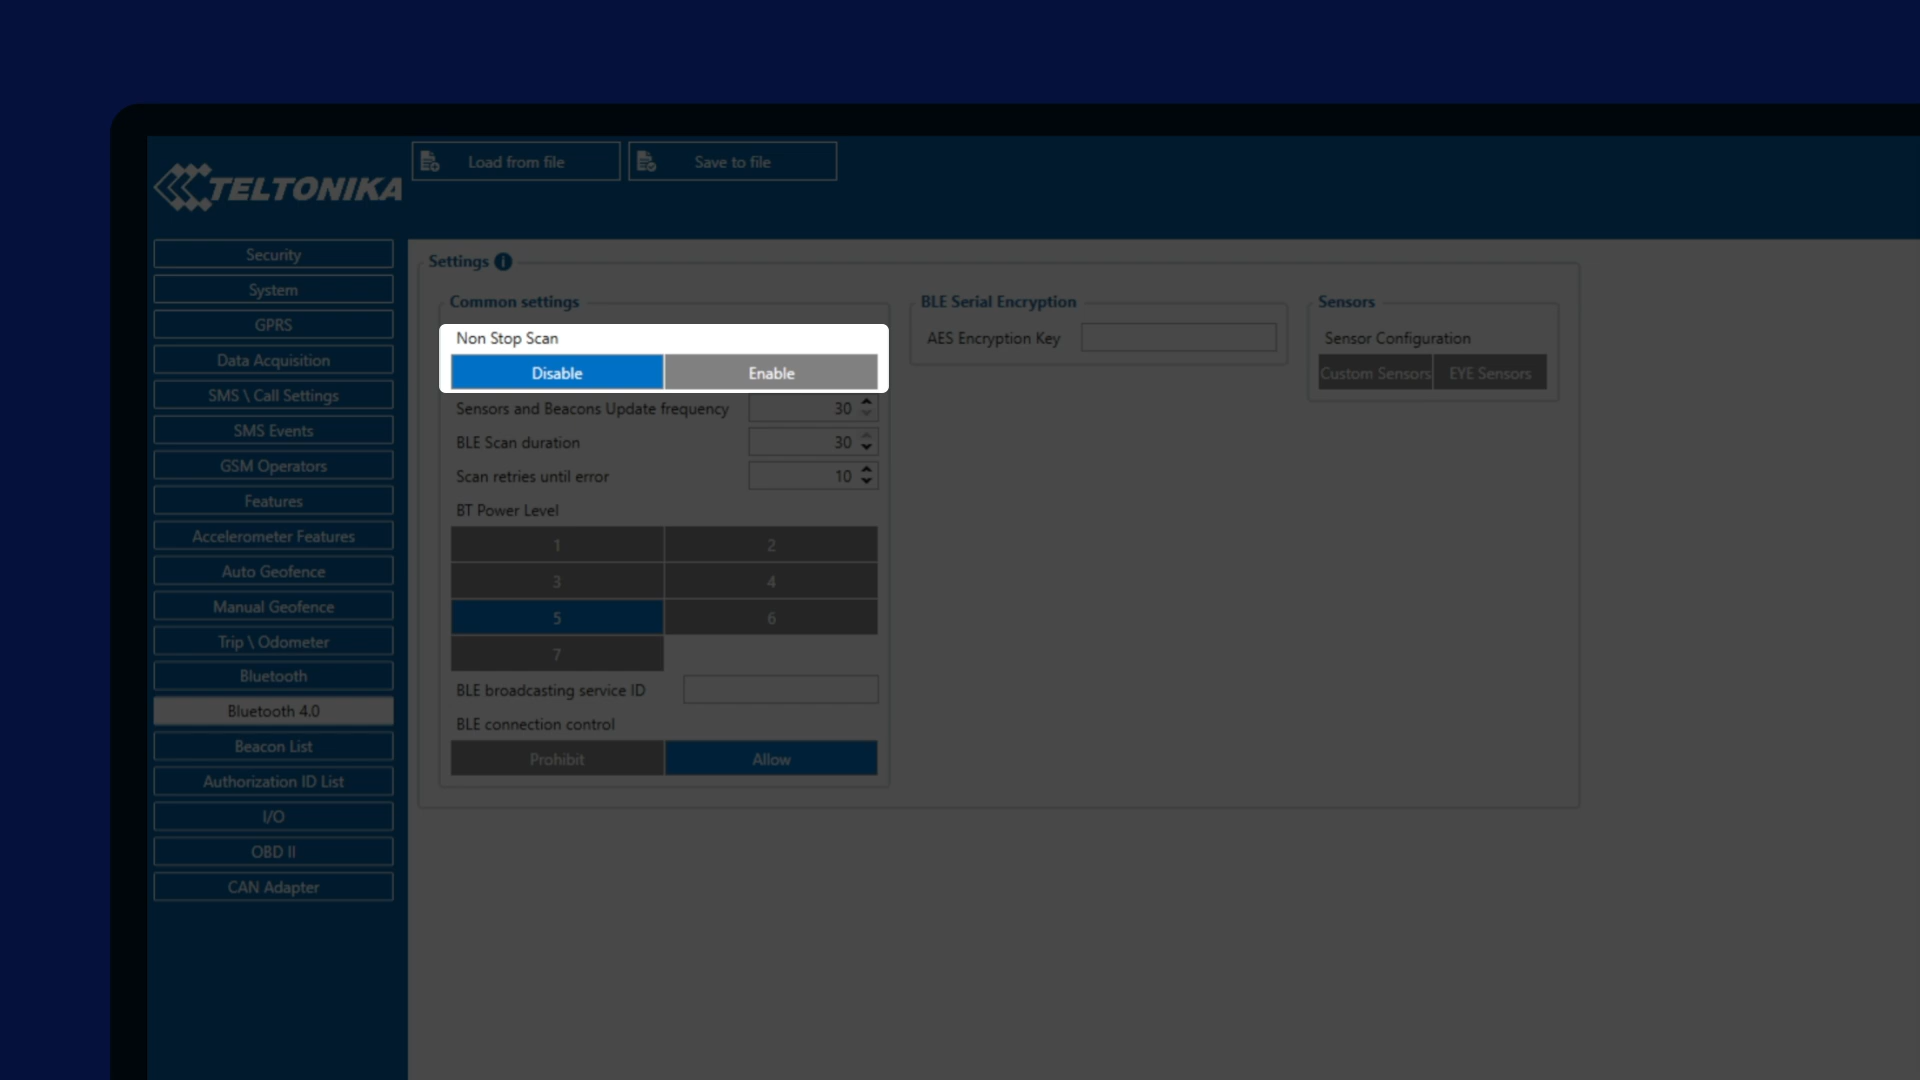 TELTONIKA
Load from file
Save to file
Security
System
GPRS
Data Acquisition
SMS \ Call Settings
SMS Events
GSM Operators
Features
Accelerometer Features
Auto Geofence
Manual Geofence
Trip \ Odometer
Bluetooth
Bluetooth 4.0
Beacon List
Authorization ID List
I/O
OBD II
CAN Adapter
Settings i
Common settings
Non Stop Scan
Disable Enable
Sensors and Beacons Update frequency 30
BLE Scan duration 30
Scan retries until error 10
BT Power Level
1 2
3 4
5 6
7
BLE broadcasting service ID
BLE connection control
Prohibit Allow
BLE Serial Encryption
AES Encryption Key
Sensors
Sensor Configuration
Custom Sensors EYE Sensors